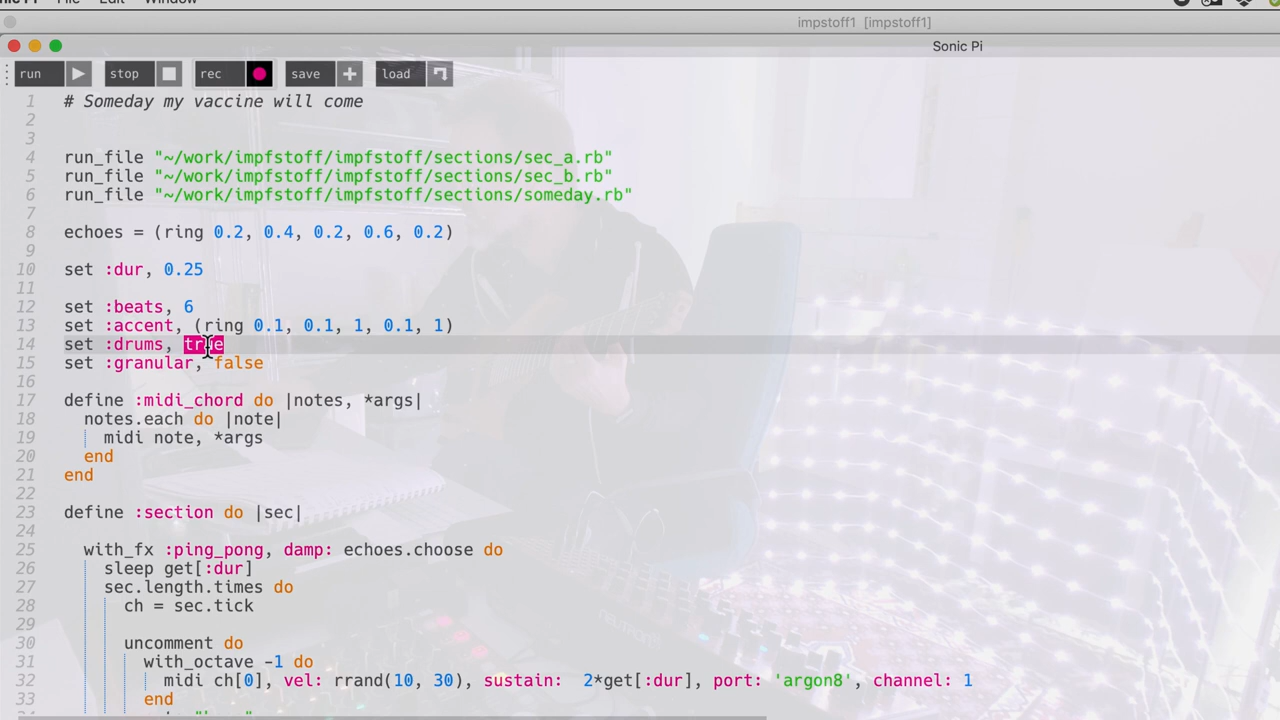 File Edit Window
impstoff1 [impstoff1]
Sonic Pi
run stop rec save load
1 # Someday my vaccine will come
2
3
4 run_file "~/work/impfstoff/impfstoff/sections/sec_a.rb"
5 run_file "~/work/impfstoff/impfstoff/sections/sec_b.rb"
6 run_file "~/work/impfstoff/impfstoff/sections/someday.rb"
7
8 echoes = (ring 0.2, 0.4, 0.2, 0.6, 0.2)
9
10 set :dur, 0.25
11
12 set :beats, 6
13 set :accent, (ring 0.1, 0.1, 1, 0.1, 1)
14 set :drums, true
15 set :granular, false
16
17 define :midi_chord do |notes, *args|
18 notes.each do |note|
19 midi note, *args
20 end
21 end
22
23 define :section do |sec|
24
25 with_fx :ping_pong, damp: echoes.choose do
26 sleep get[:dur]
27 sec.length.times do
28 ch = sec.tick
29
30 uncomment do
31 with_octave -1 do
32 midi ch[0], vel: rrand(10, 30), sustain: 2*get[:dur], port: 'argon8', channel: 1
33 end